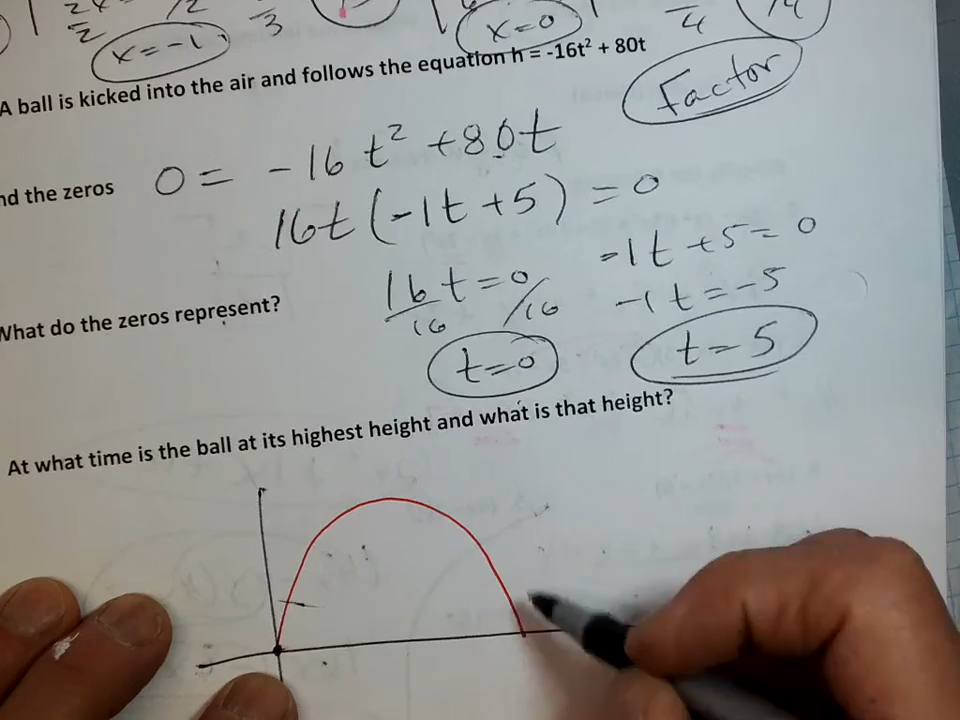 x = -1
3
x = 0
4
A ball is kicked into the air and follows the equation h = -16t² + 80t
Factor
nd the zeros 0 = -16t² + 80t
16t(-1t + 5) = 0
16t = 0/16 -1t + 5 = 0
16 -1t = -5
What do the zeros represent?
t = 0 t = 5
At what time is the ball at its highest height and what is that height?